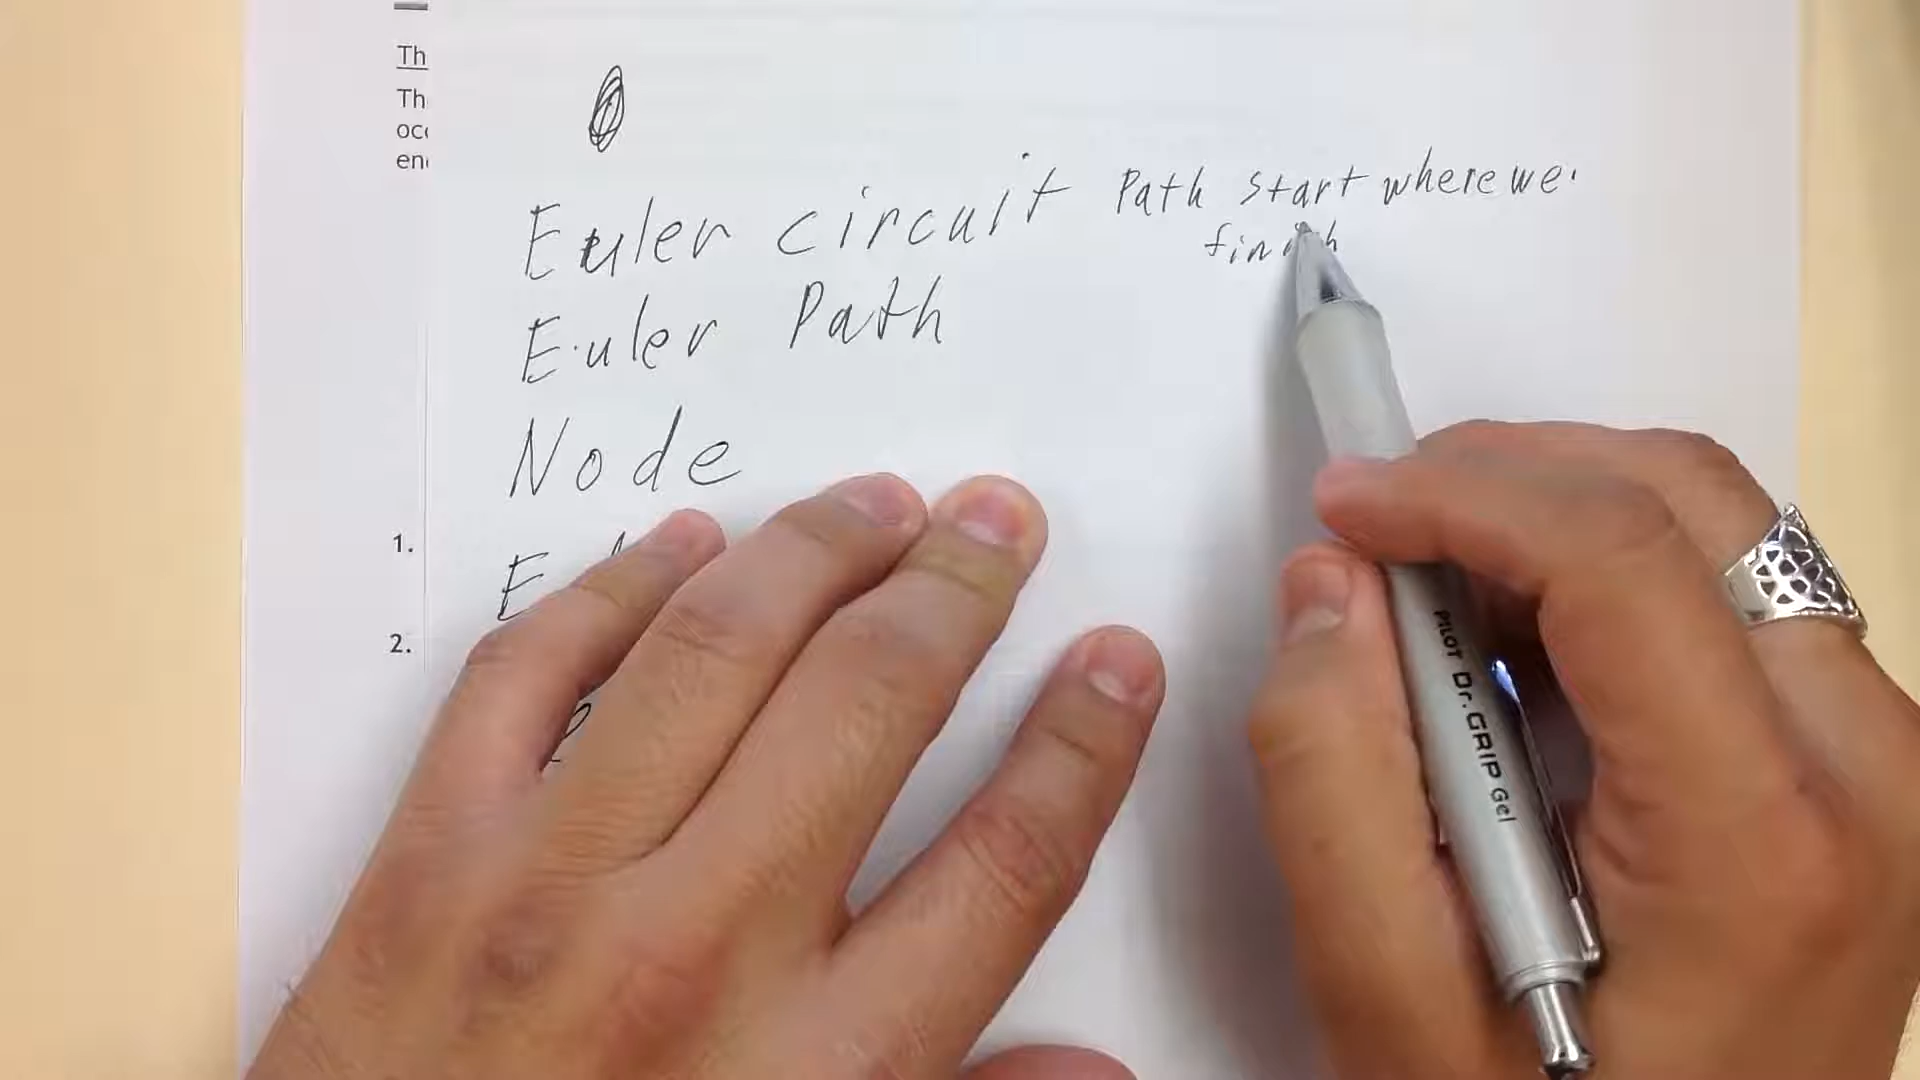 Th
Th
occ
en
Euler circuit Path start where we.
finish
Euler Path
Node
1.
E
2.
PILOT Dr. GRIP Gel